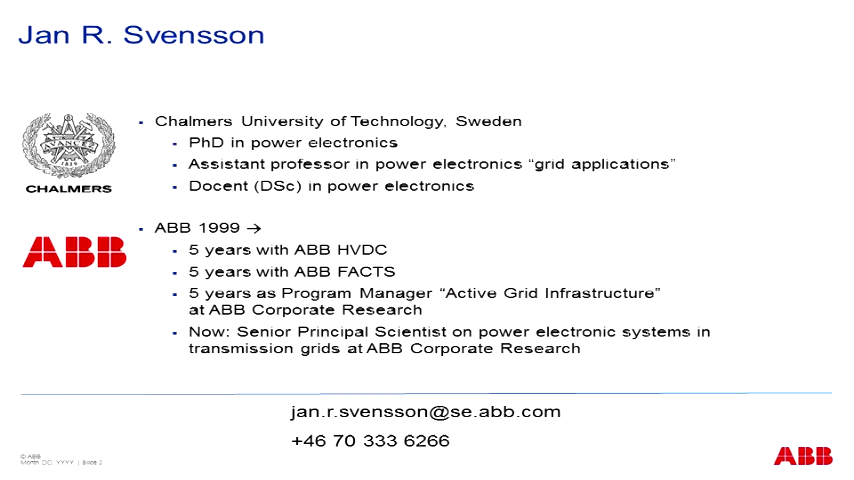 Jan R. Svensson
Chalmers University of Technology, Sweden
PhD in power electronics
Assistant professor in power electronics “grid applications”
Docent (DSc) in power electronics
AVANCEZ
1829
CHALMERS
ABB 1999 →
ABB
5 years with ABB HVDC
5 years with ABB FACTS
5 years as Program Manager “Active Grid Infrastructure”
at ABB Corporate Research
Now: Senior Principal Scientist on power electronic systems in
transmission grids at ABB Corporate Research
jan.r.svensson@se.abb.com
+46 70 333 6266
© ABB
Month DD, YYYY | Slide 2
ABB